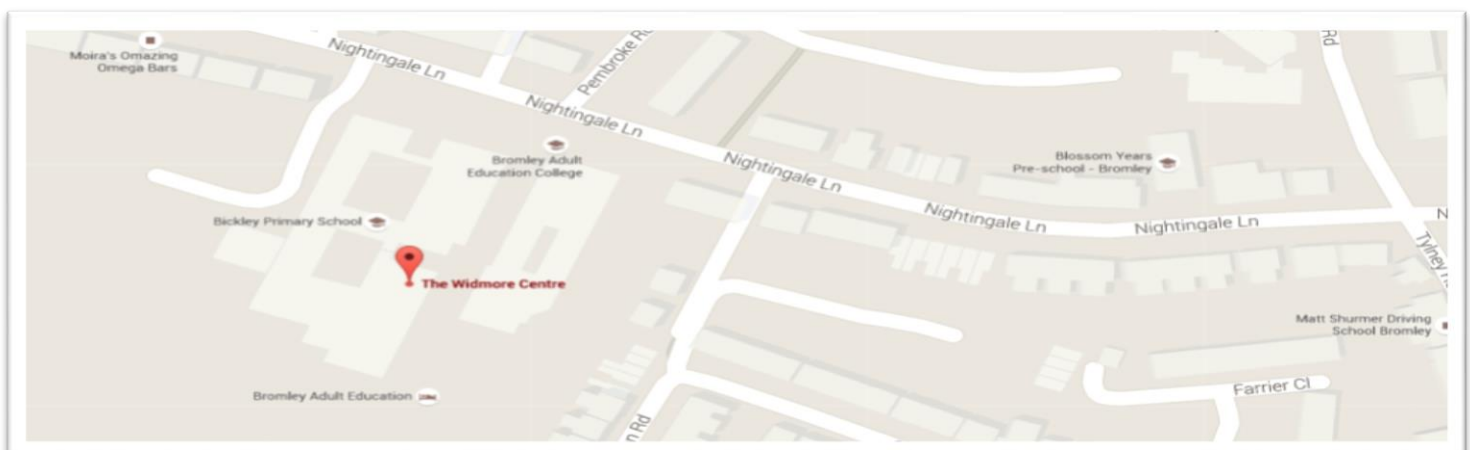 Moira's Omazing
Omega Bars
Nightingale Ln
Pembroke
Rd
Nightingale Ln
Bromley Adult
Education College
Nightingale Ln
Blossom Years
Pre-school - Bromley
Bickley Primary School
Nightingale Ln
Nightingale Ln
N
Tylney
The Widmore Centre
Matt Shurmer Driving
School Bromley
Bromley Adult Education
Farrier Cl
n Rd